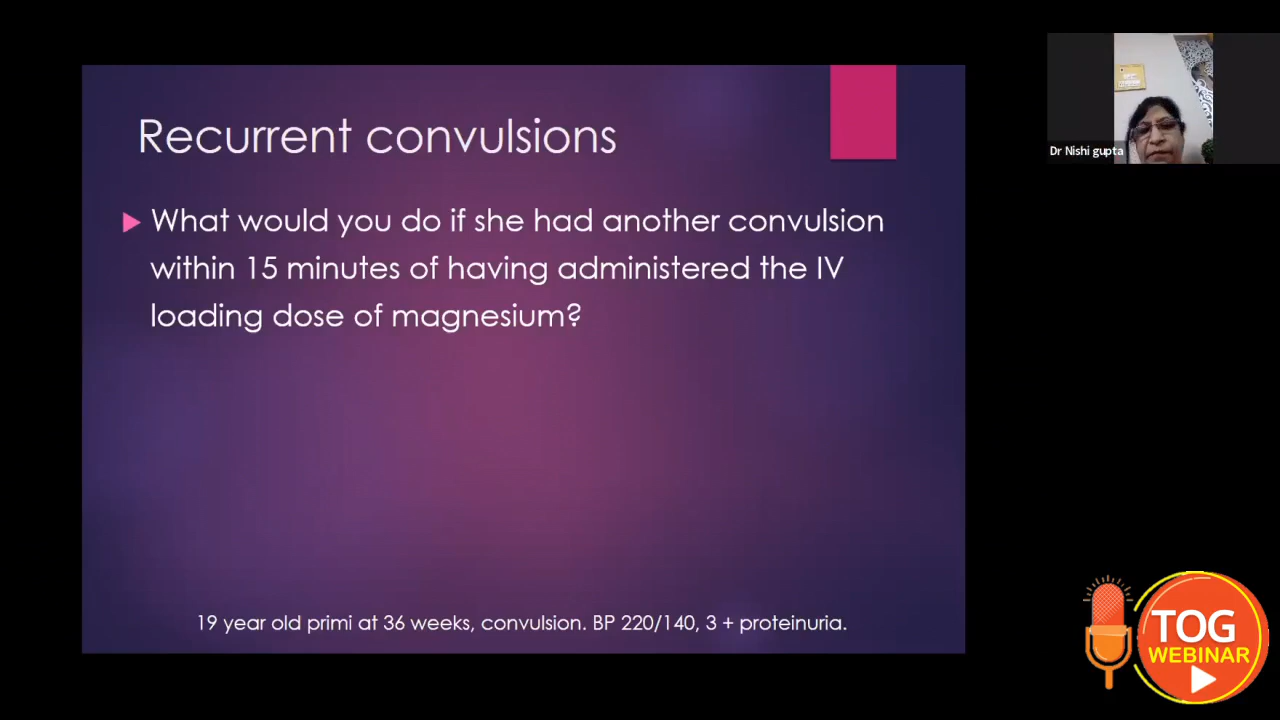 Recurrent convulsions
What would you do if she had another convulsion
within 15 minutes of having administered the IV
loading dose of magnesium?
19 year old primi at 36 weeks, convulsion. BP 220/140, 3 + proteinuria.
Dr Nishi gupta
TOG
WEBINAR